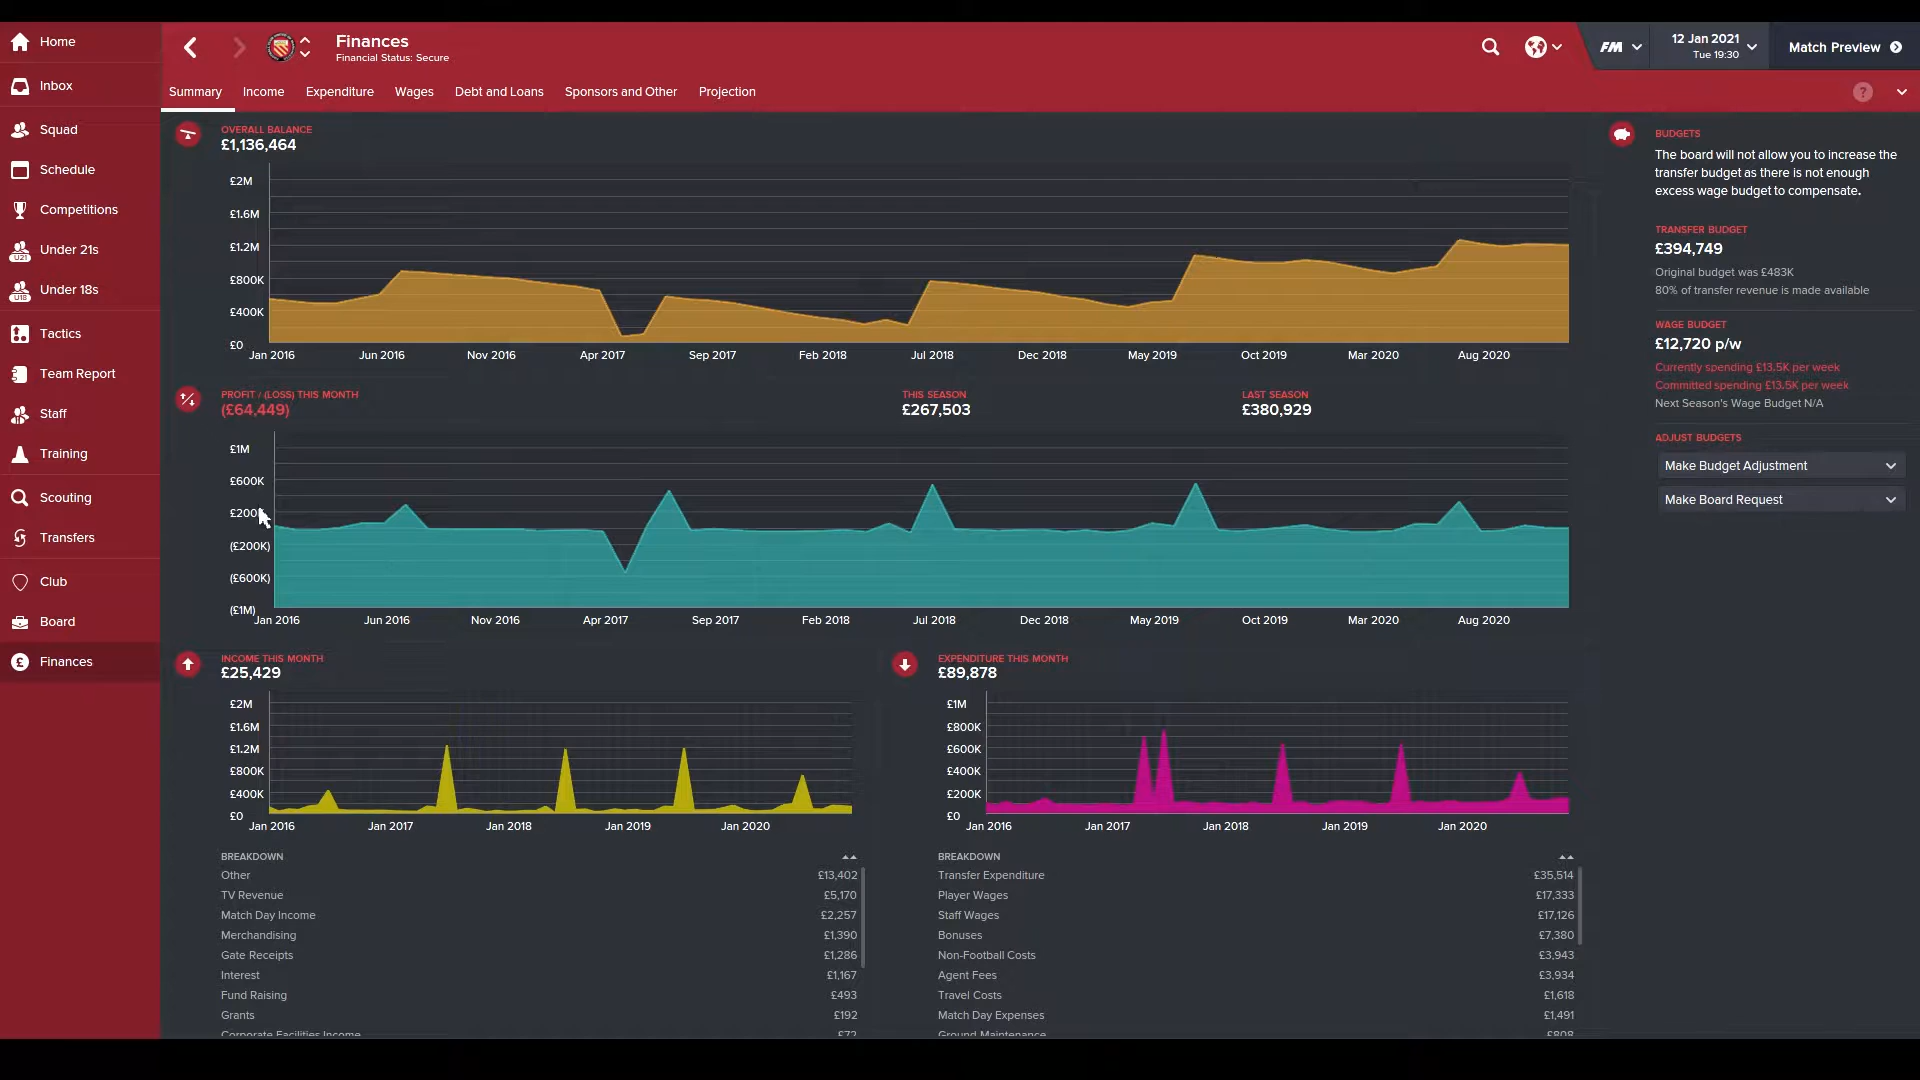 Home
Inbox
Squad
Schedule
Competitions
U21
Under 21s
U18
Under 18s
Tactics
Team Report
Staff
Training
Scouting
Transfers
Club
Board
£
Finances
Finances
Financial Status: Secure
FM
12 Jan 2021
Tue 19:30
Match Preview
Summary Income Expenditure Wages Debt and Loans Sponsors and Other Projection
?
OVERALL BALANCE
£1,136,464
£2M
£1.6M
£1.2M
£800K
£400K
£0
Jan 2016 Jun 2016 Nov 2016 Apr 2017 Sep 2017 Feb 2018 Jul 2018 Dec 2018 May 2019 Oct 2019 Mar 2020 Aug 2020
PROFIT / (LOSS) THIS MONTH
(£64,449)
THIS SEASON
£267,503
LAST SEASON
£380,929
£1M
£600K
£200
(£200K)
(£600K)
(£1M)
Jan 2016 Jun 2016 Nov 2016 Apr 2017 Sep 2017 Feb 2018 Jul 2018 Dec 2018 May 2019 Oct 2019 Mar 2020 Aug 2020
INCOME THIS MONTH
£25,429
£2M
£1.6M
£1.2M
£800K
£400K
£0
Jan 2016 Jan 2017 Jan 2018 Jan 2019 Jan 2020
BREAKDOWN
Other £13,402
TV Revenue £5,170
Match Day Income £2,257
Merchandising £1,390
Gate Receipts £1,286
Interest £1,167
Fund Raising £493
Grants £192
Corporate Facilities Income £72
EXPENDITURE THIS MONTH
£89,878
£1M
£800K
£600K
£400K
£200K
£0
Jan 2016 Jan 2017 Jan 2018 Jan 2019 Jan 2020
BREAKDOWN
Transfer Expenditure £35,514
Player Wages £17,333
Staff Wages £17,126
Bonuses £7,380
Non-Football Costs £3,943
Agent Fees £3,934
Travel Costs £1,618
Match Day Expenses £1,491
Ground Maintenance £808
BUDGETS
The board will not allow you to increase the
transfer budget as there is not enough
excess wage budget to compensate.
TRANSFER BUDGET
£394,749
Original budget was £483K
80% of transfer revenue is made available
WAGE BUDGET
£12,720 p/w
Currently spending £13.5K per week
Committed spending £13.5K per week
Next Season's Wage Budget N/A
ADJUST BUDGETS
Make Budget Adjustment
Make Board Request